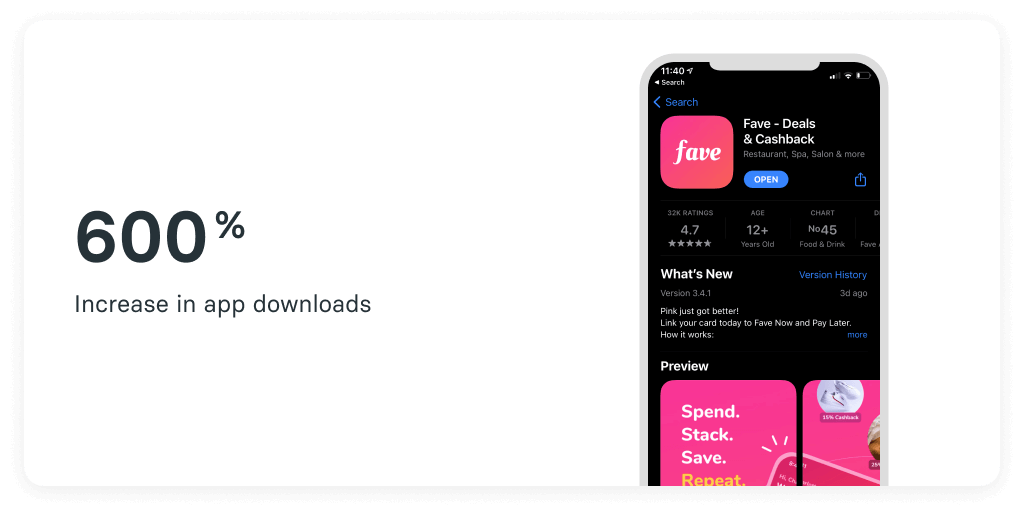 600%
Increase in app downloads
11:40
Search
Search
fave
Fave - Deals
& Cashback
Restaurant, Spa, Salon & more
OPEN
32K RATINGS
4.7
★★★★★
AGE
12+
Years Old
CHART
No45
Food & Drink
D
Fave
What's New
Version History
Version 3.4.1
3d ago
Pink just got better!
Link your card today to Fave Now and Pay Later.
How it works:
more
Preview
Spend.
Stack.
Save.
Repeat.
15% Cashback
25%
Hi,